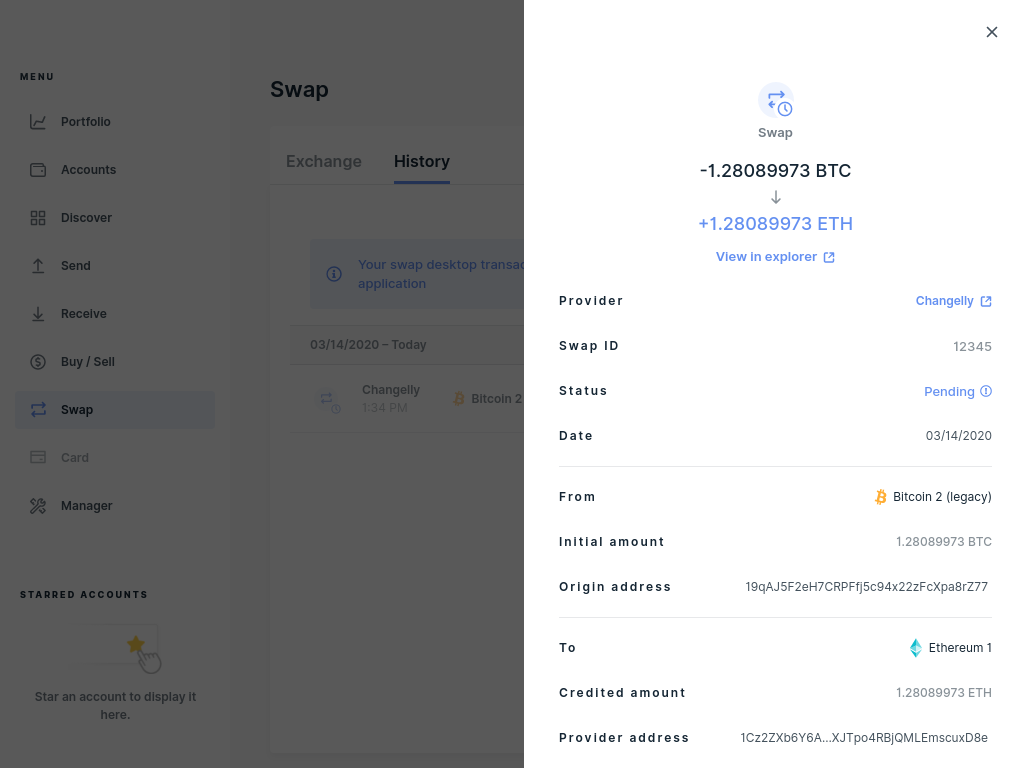 MENU
Portfolio
Accounts
Discover
Send
Receive
Buy / Sell
Swap
Card
Manager
STARRED ACCOUNTS
Star an account to display it
here.
Swap
Exchange
History
Your swap desktop transac
application
03/14/2020 – Today
Changelly
1:34 PM
Bitcoin 2
Swap
-1.28089973 BTC
+1.28089973 ETH
View in explorer
Provider
Changelly
Swap ID
12345
Status
Pending
Date
03/14/2020
From
Bitcoin 2 (legacy)
Initial amount
1.28089973 BTC
Origin address
19qAJ5F2eH7CRPFfj5c94x22zFcXpa8rZ77
To
Ethereum 1
Credited amount
1.28089973 ETH
Provider address
1Cz2ZXb6Y6A...XJTpo4RBjQMLEmscuxD8e